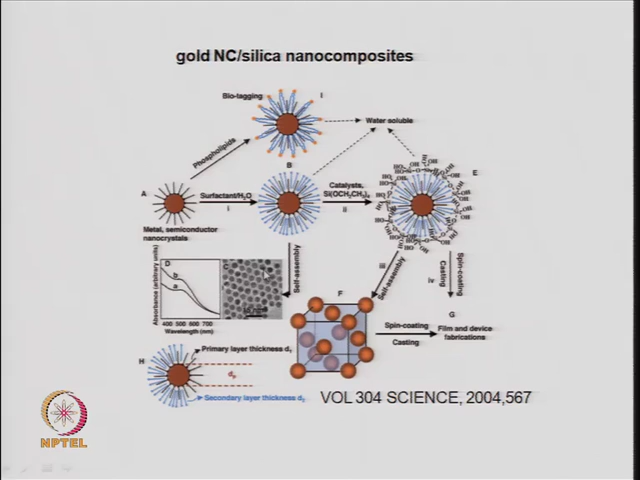 gold NC/silica nanocomposites
Bio-tagging
I
Water soluble
Phospholipids
B
E
A
Surfactant/H2O
i
Catalysts,
Si(OCH2CH3)4
ii
Metal, semiconductor
nanocrystals
Self-assembly
iii
Self-assembly
iv
Casting
Spin-coating
D
b
a
C
Absorbance (arbitrary units)
400 500 600 700
Wavelength (nm)
F
G
Spin-coating
Casting
Film and device
fabrications
H
Primary layer thickness d1
Secondary layer thickness d2
VOL 304 SCIENCE, 2004,567
NPTEL